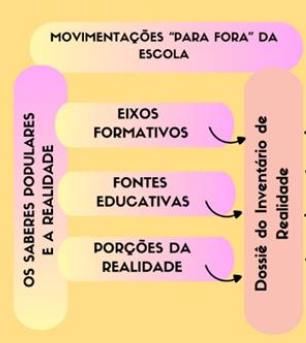 MOVIMENTAÇÕES "PARA FORA" DA
ESCOLA
OS SABERES POPULARES
E A REALIDADE
EIXOS
FORMATIVOS
FONTES
EDUCATIVAS
PORÇÕES DA
REALIDADE
Dossiê do Inventário de
Realidade